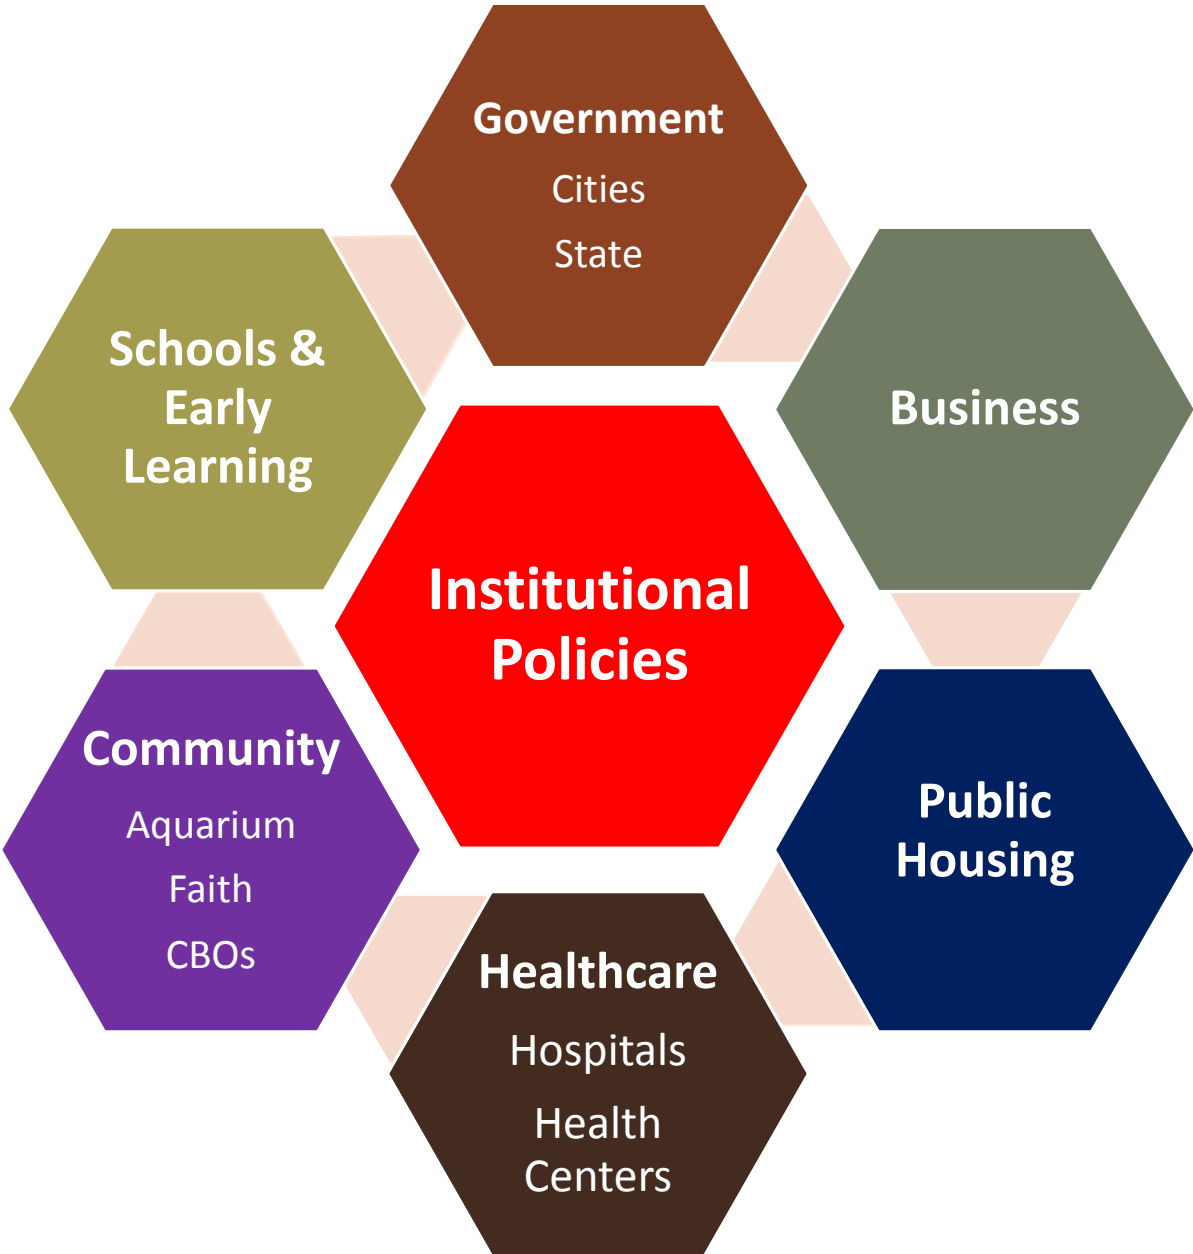 Government
Cities
State
Schools &
Early
Learning
Business
Institutional
Policies
Community
Aquarium
Faith
CBOs
Public
Housing
Healthcare
Hospitals
Health
Centers